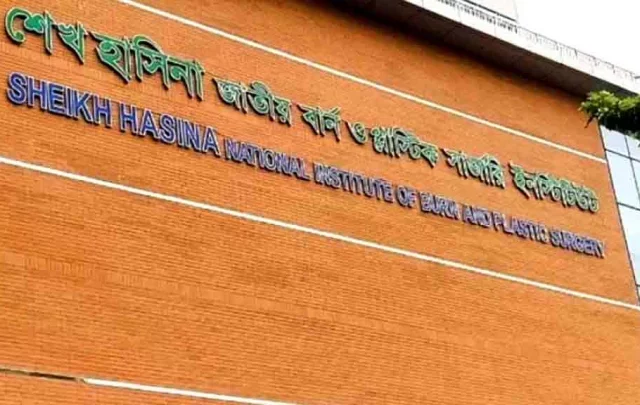 শেখ হাসিনা জাতীয় বার্ন ও প্লাস্টিক সার্জারি ইনস্টিটিউট
SHEIKH HASINA NATIONAL INSTITUTE OF BURN AND PLASTIC SURGERY